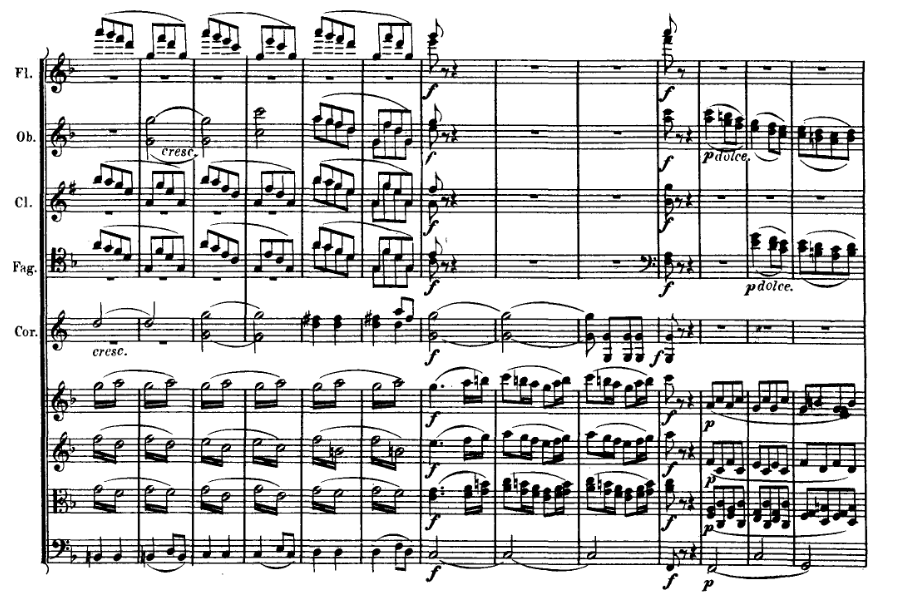 Fl.
f f
Ob.
cresc. f f p dolce.
Cl.
f f
Fag.
f f p dolce.
Cor.
cresc. f f
f f p
f f p
f f p
f f p